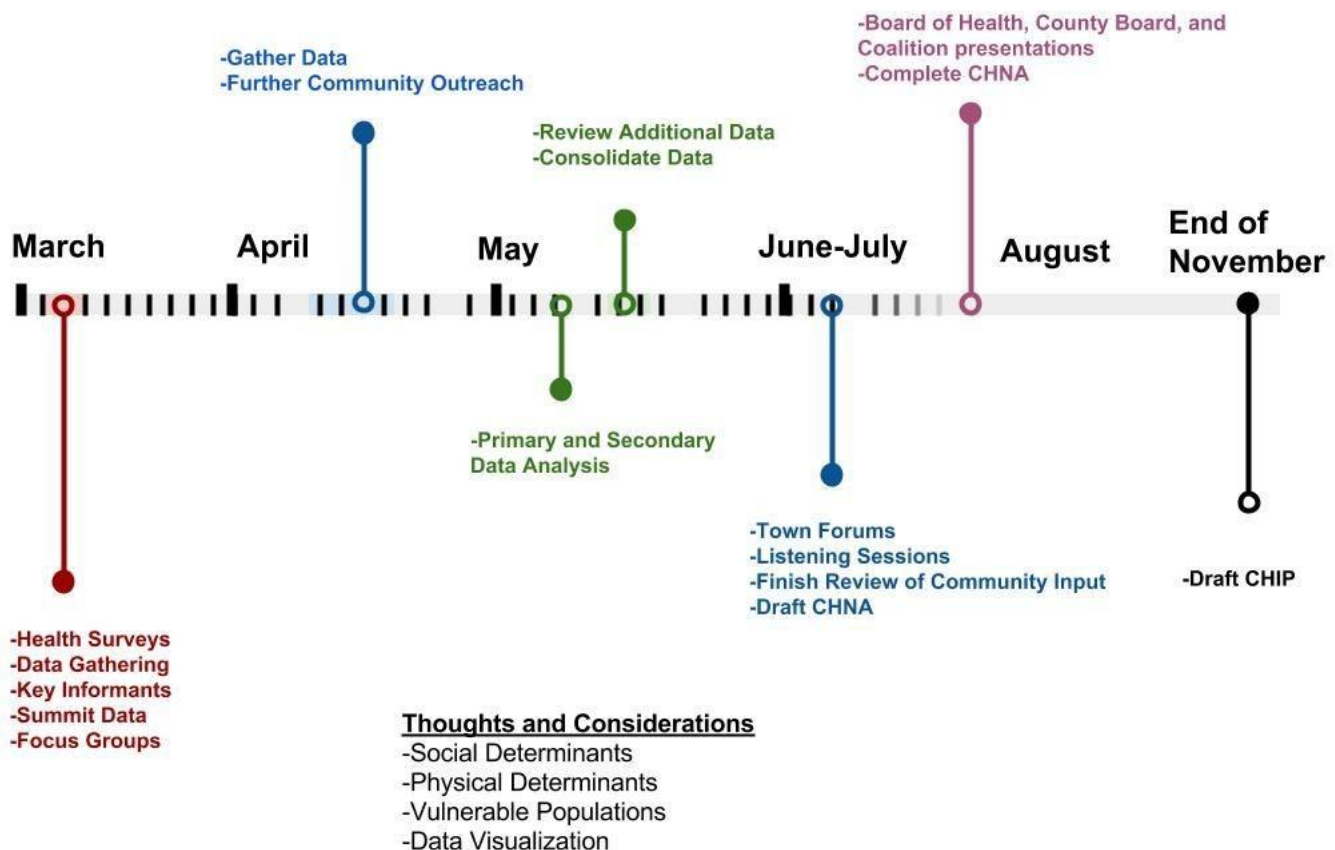 -Board of Health, County Board, and
Coalition presentations
-Complete CHNA
-Gather Data
-Further Community Outreach
-Review Additional Data
-Consolidate Data
March
April
May
June-July
August
End of
November
-Primary and Secondary
Data Analysis
-Town Forums
-Listening Sessions
-Finish Review of Community Input
-Draft CHNA
-Draft CHIP
-Health Surveys
-Data Gathering
-Key Informants
-Summit Data
-Focus Groups
Thoughts and Considerations
-Social Determinants
-Physical Determinants
-Vulnerable Populations
-Data Visualization